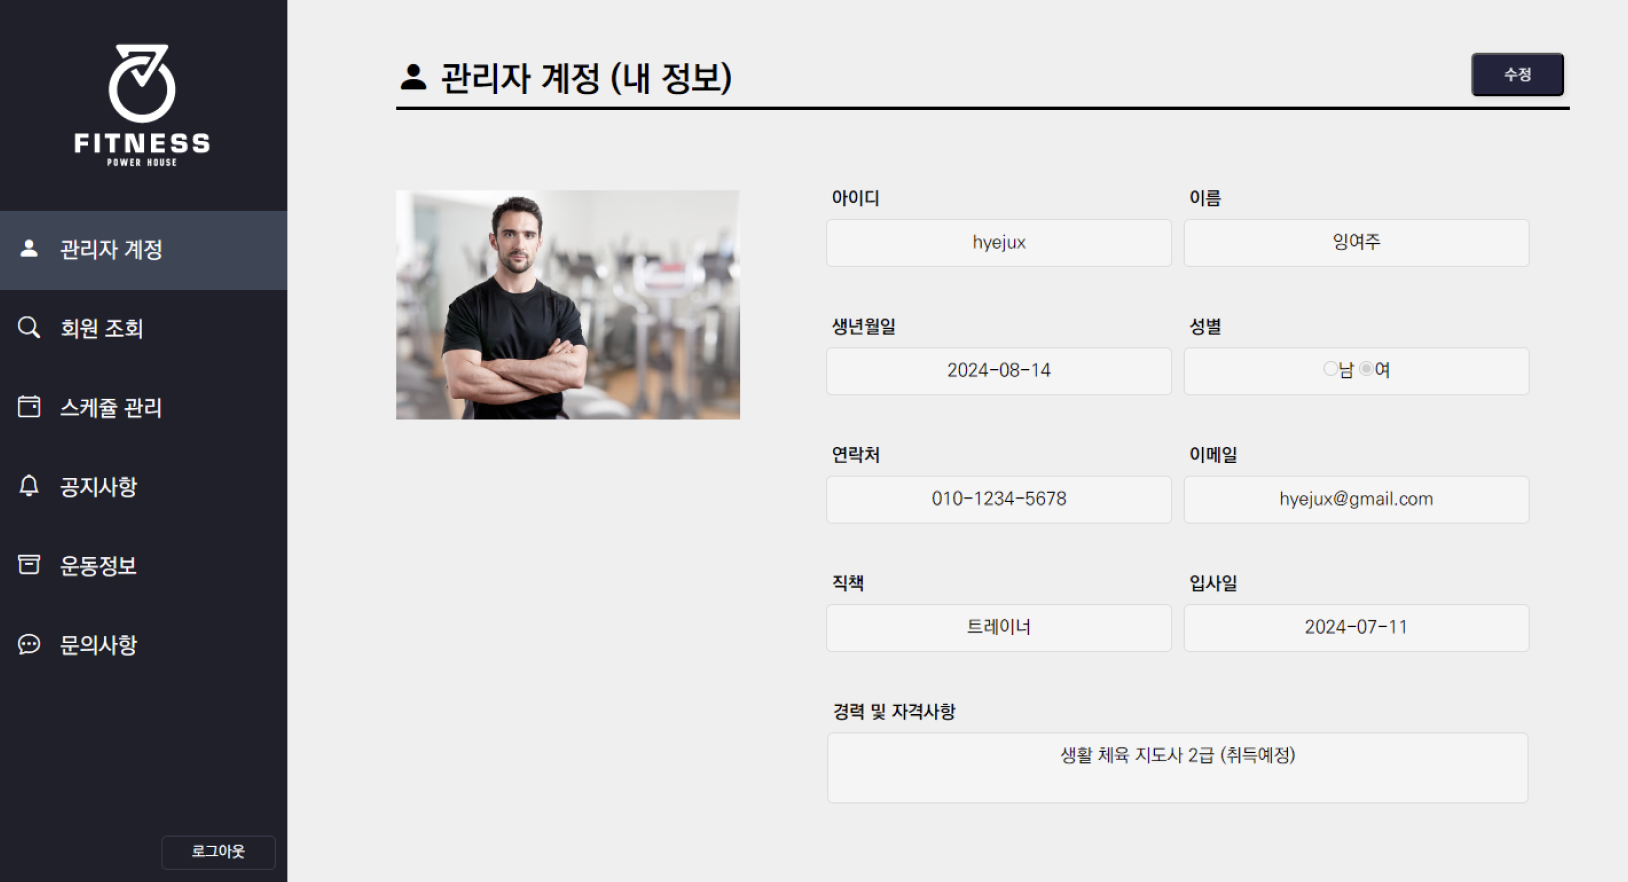 FITNESS
POWER HOUSE
관리자 계정
회원 조회
스케쥴 관리
공지사항
운동정보
문의사항
로그아웃
관리자 계정 (내 정보)
수정
아이디
이름
hyejux
잉여주
생년월일
성별
2024-08-14
남 여
연락처
이메일
010-1234-5678
hyejux@gmail.com
직책
입사일
트레이너
2024-07-11
경력 및 자격사항
생활 체육 지도사 2급 (취득예정)